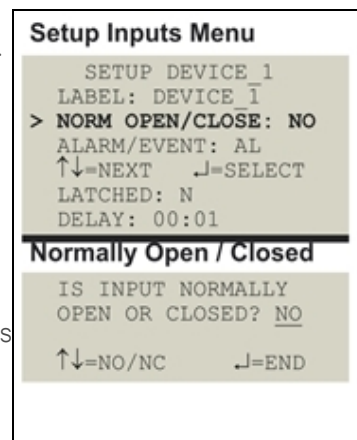 Setup Inputs Menu
SETUP DEVICE_1
LABEL: DEVICE_1
> NORM OPEN/CLOSE: NO
ALARM/EVENT: AL
↑↓=NEXT ↵=SELECT
LATCHED: N
DELAY: 00:01
Normally Open / Closed
IS INPUT NORMALLY
OPEN OR CLOSED? NO
S
↑↓=NO/NC ↵=END